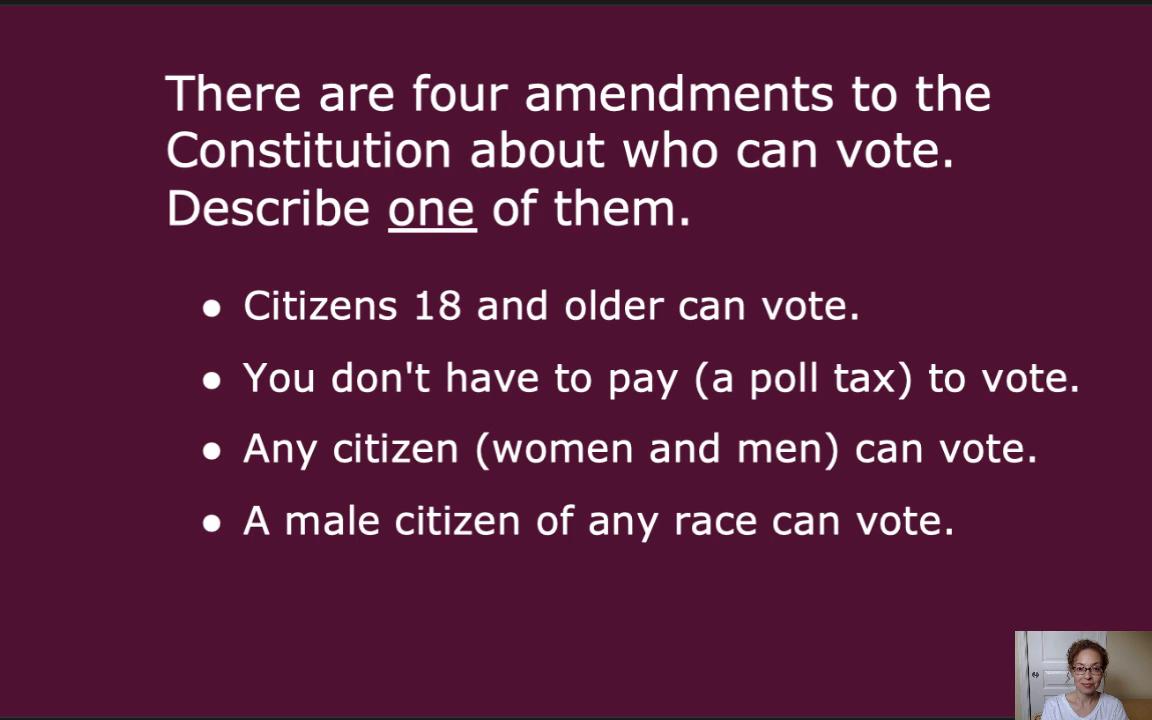 There are four amendments to the
Constitution about who can vote.
Describe one of them.
● Citizens 18 and older can vote.
● You don't have to pay (a poll tax) to vote.
● Any citizen (women and men) can vote.
● A male citizen of any race can vote.